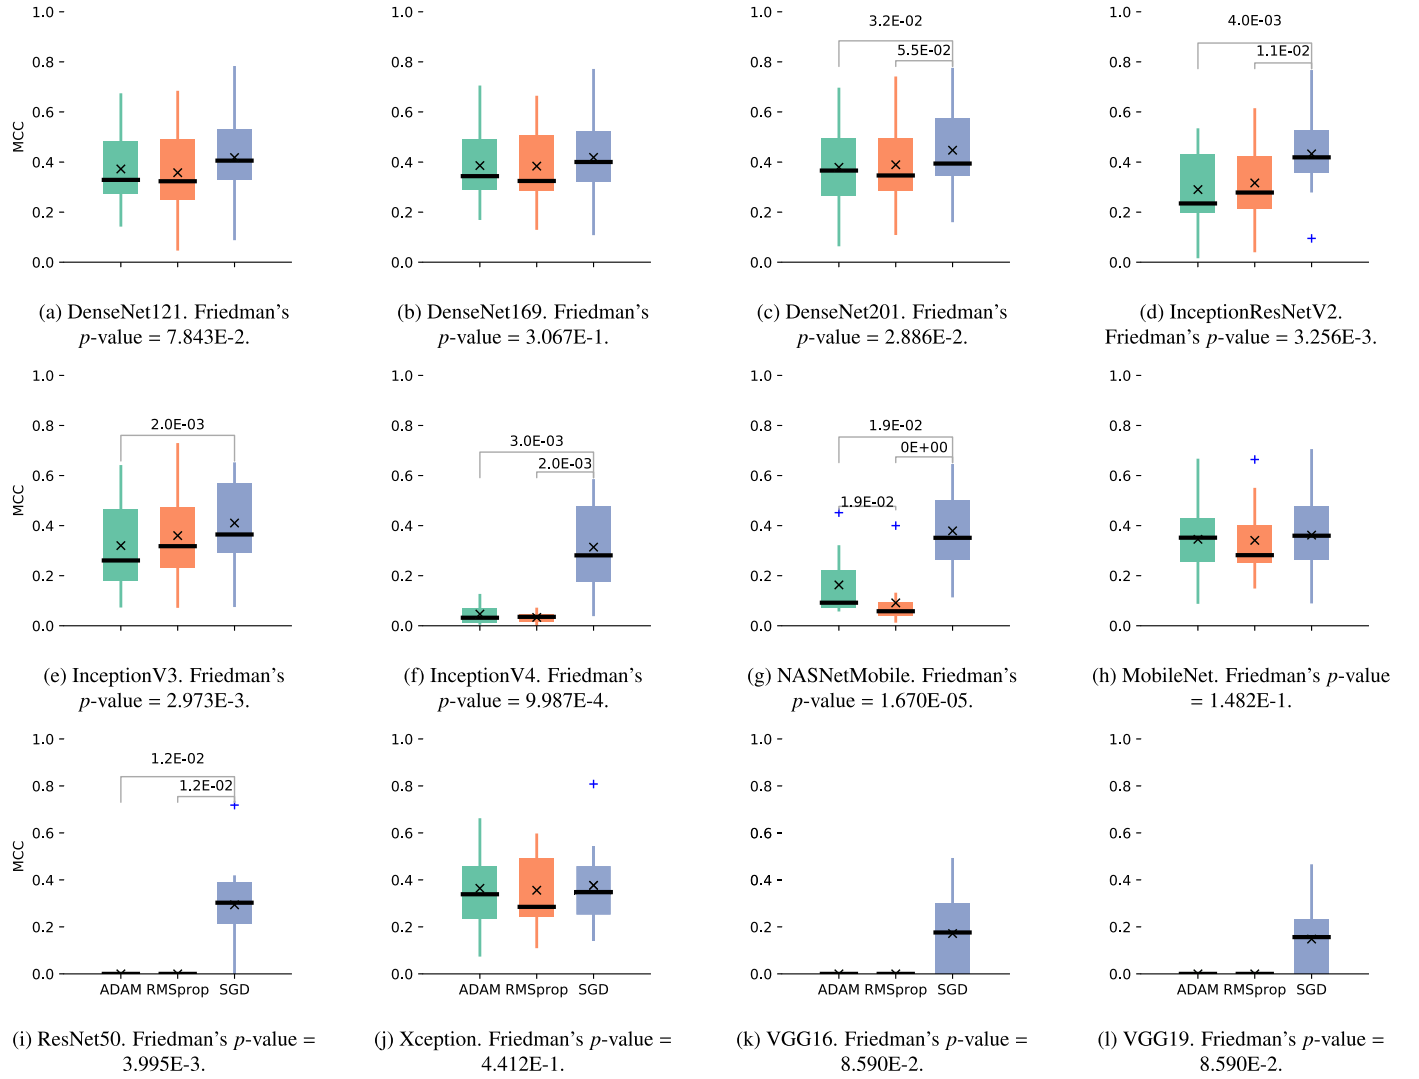 1.0
0.8
0.6
0.4
0.2
0.0
MCC
1.0
0.8
0.6
0.4
0.2
0.0
1.0
0.8
0.6
0.4
0.2
0.0
3.2E-02
5.5E-02
1.0
0.8
0.6
0.4
0.2
0.0
4.0E-03
1.1E-02
(a) DenseNet121. Friedman's
p-value = 7.843E-2.
(b) DenseNet169. Friedman's
p-value = 3.067E-1.
(c) DenseNet201. Friedman's
p-value = 2.886E-2.
(d) InceptionResNetV2.
Friedman's p-value = 3.256E-3.
1.0
0.8
0.6
0.4
0.2
0.0
MCC
2.0E-03
1.0
0.8
0.6
0.4
0.2
0.0
3.0E-03
2.0E-03
1.0
0.8
0.6
0.4
0.2
0.0
1.9E-02
0E+00
1.9E-02
1.0
0.8
0.6
0.4
0.2
0.0
(e) InceptionV3. Friedman's
p-value = 2.973E-3.
(f) InceptionV4. Friedman's
p-value = 9.987E-4.
(g) NASNetMobile. Friedman's
p-value = 1.670E-05.
(h) MobileNet. Friedman's p-value
= 1.482E-1.
1.0
0.8
0.6
0.4
0.2
0.0
MCC
1.2E-02
1.2E-02
ADAM RMSprop SGD
1.0
0.8
0.6
0.4
0.2
0.0
ADAM RMSprop SGD
1.0
0.8
0.6
0.4
0.2
0.0
ADAM RMSprop SGD
1.0
0.8
0.6
0.4
0.2
0.0
ADAM RMSprop SGD
(i) ResNet50. Friedman's p-value =
3.995E-3.
(j) Xception. Friedman's p-value =
4.412E-1.
(k) VGG16. Friedman's p-value =
8.590E-2.
(l) VGG19. Friedman's p-value =
8.590E-2.